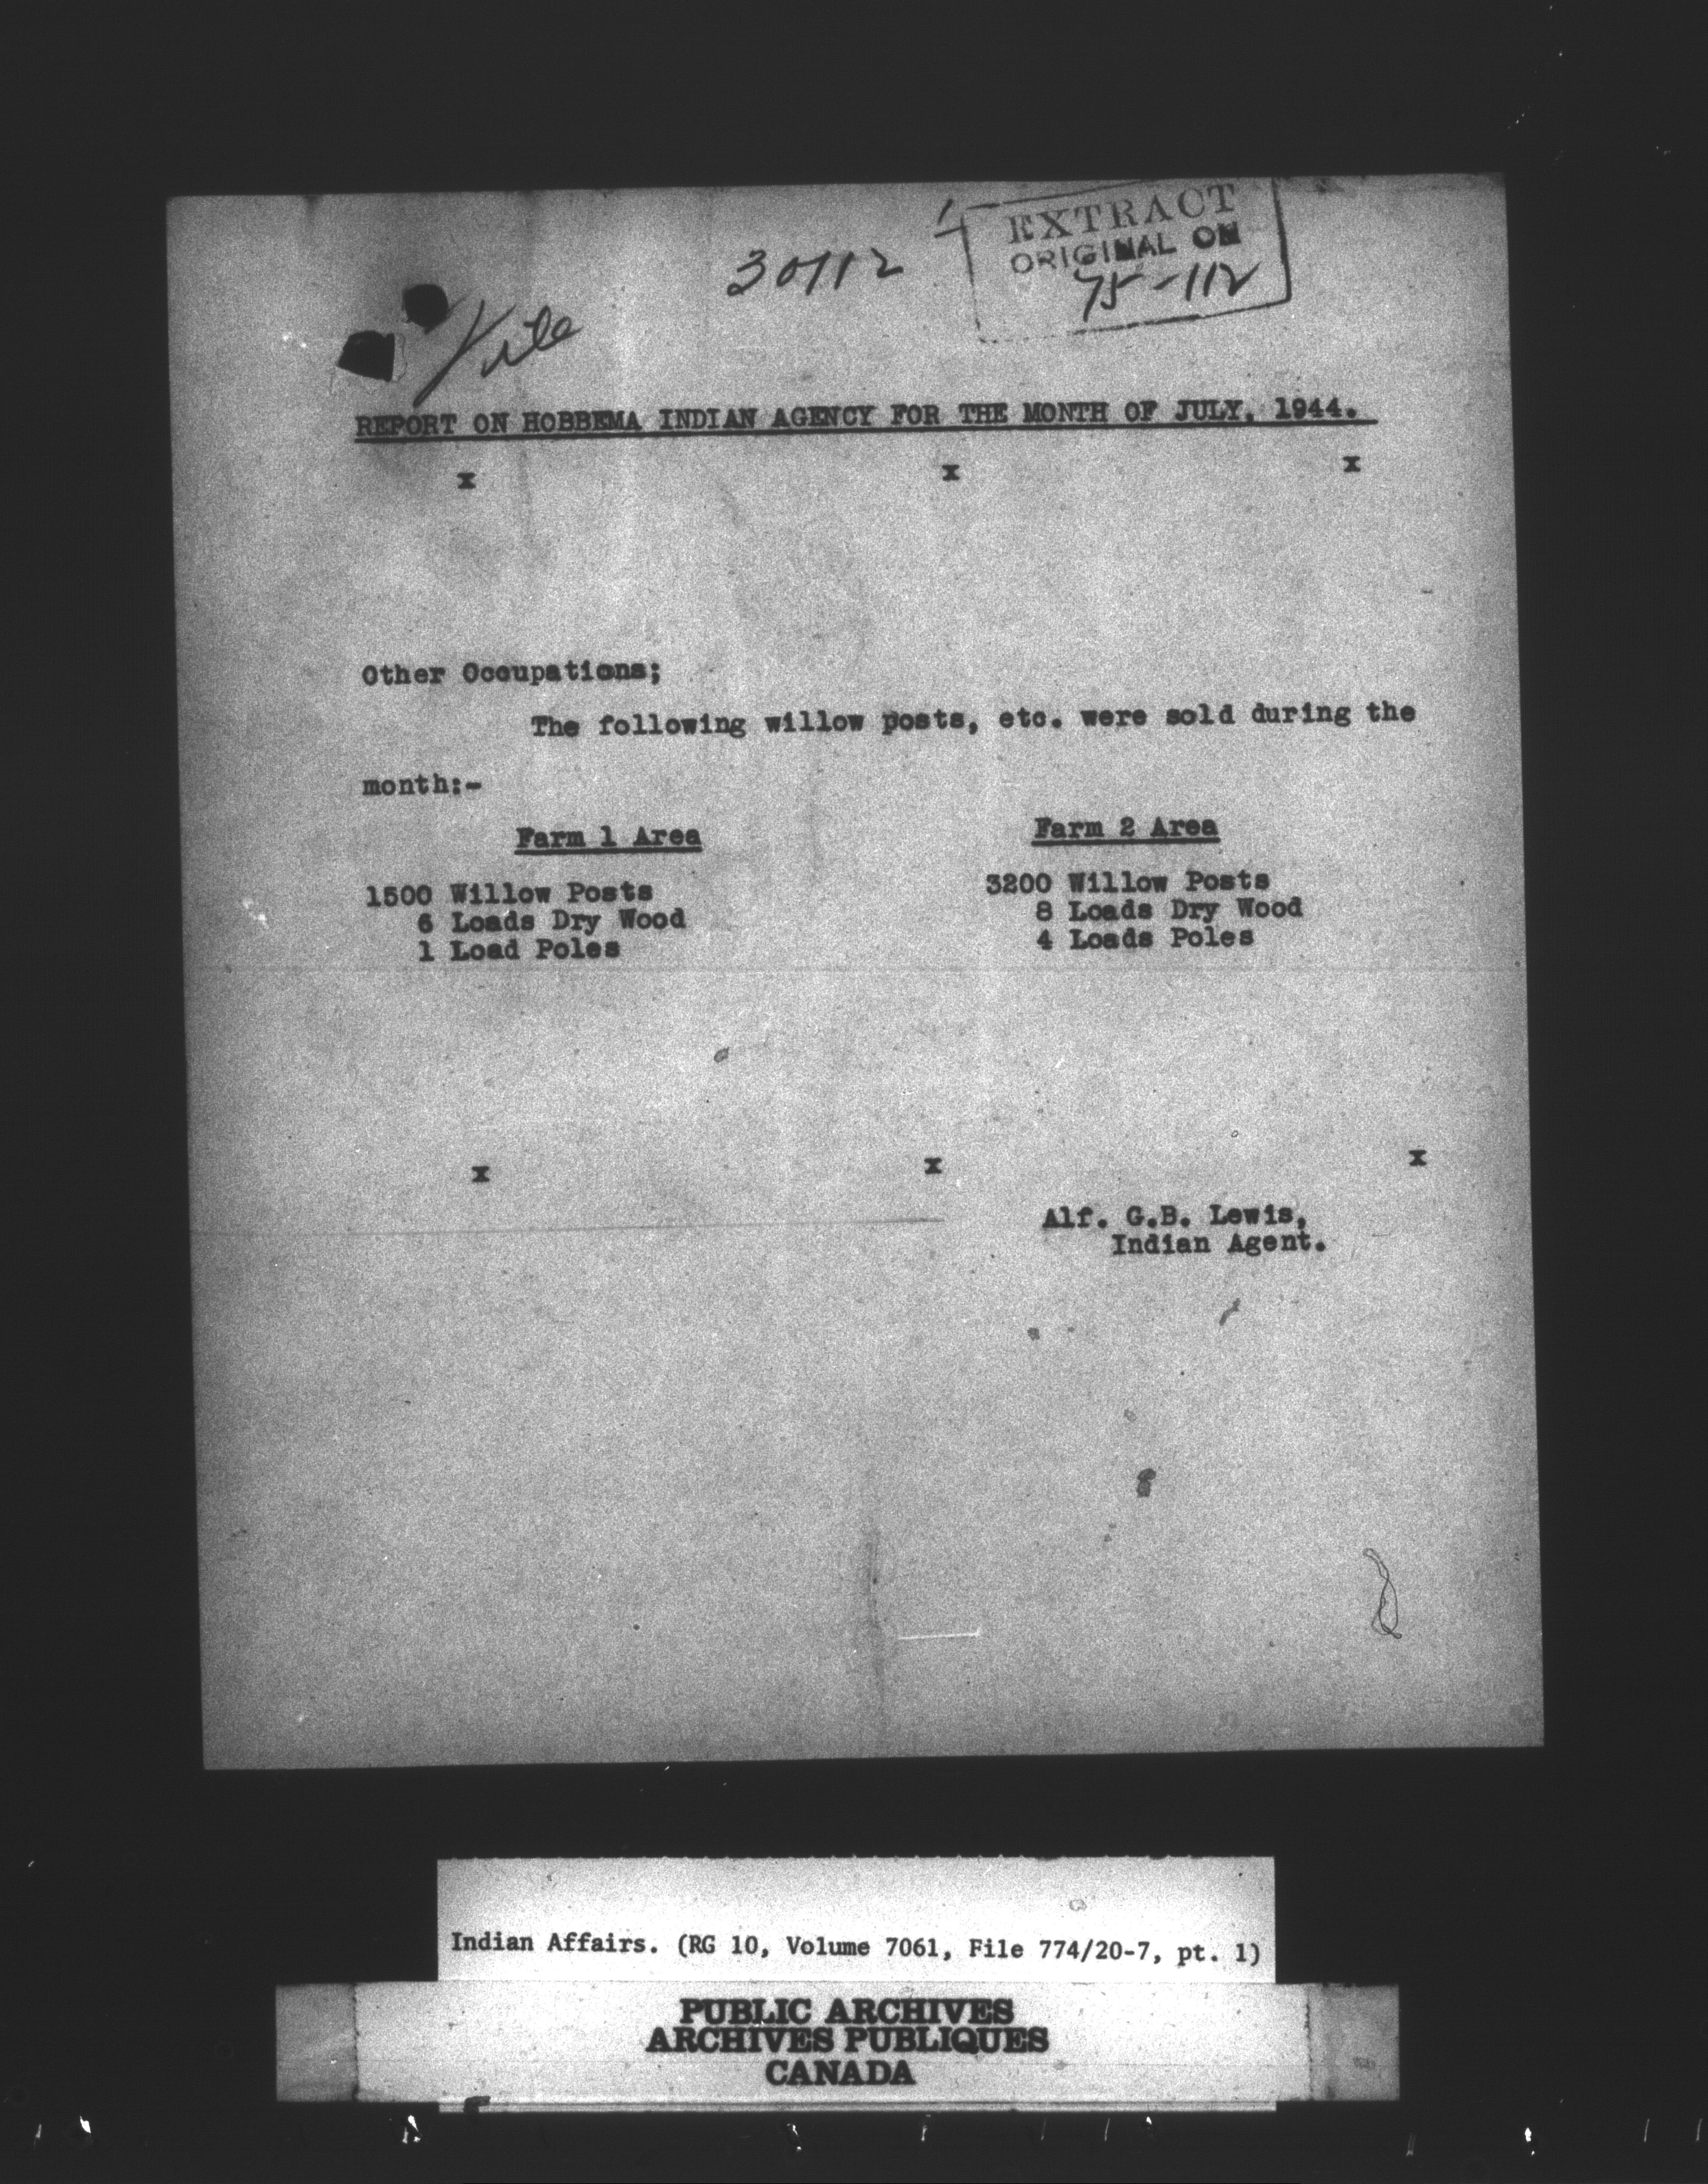 EXTRACT
ORIGINAL ON
75-112
30112
File
REPORT ON HOBBEMA INDIAN AGENCY FOR THE MONTH OF JULY, 1944.
x x x
Other Occupations;
The following willow posts, etc. were sold during the
month:-
Farm 1 Area
1500 Willow Posts
6 Loads Dry Wood
1 Load Poles
Farm 2 Area
3200 Willow Posts
8 Loads Dry Wood
4 Loads Poles
x x x
Alf. G.B. Lewis,
Indian Agent.
Indian Affairs. (RG 10, Volume 7061, File 774/20-7, pt. 1)
PUBLIC ARCHIVES
ARCHIVES PUBLIQUES
CANADA